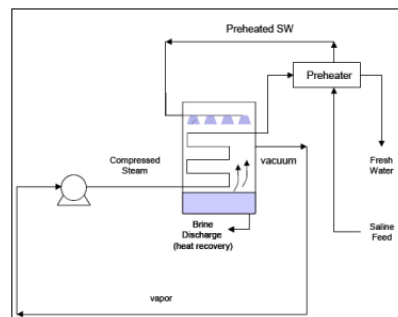 Preheated SW
Preheater
Compressed
Steam
vacuum
Fresh
Water
Brine
Discharge
(heat recovery)
Saline
Feed
vapor